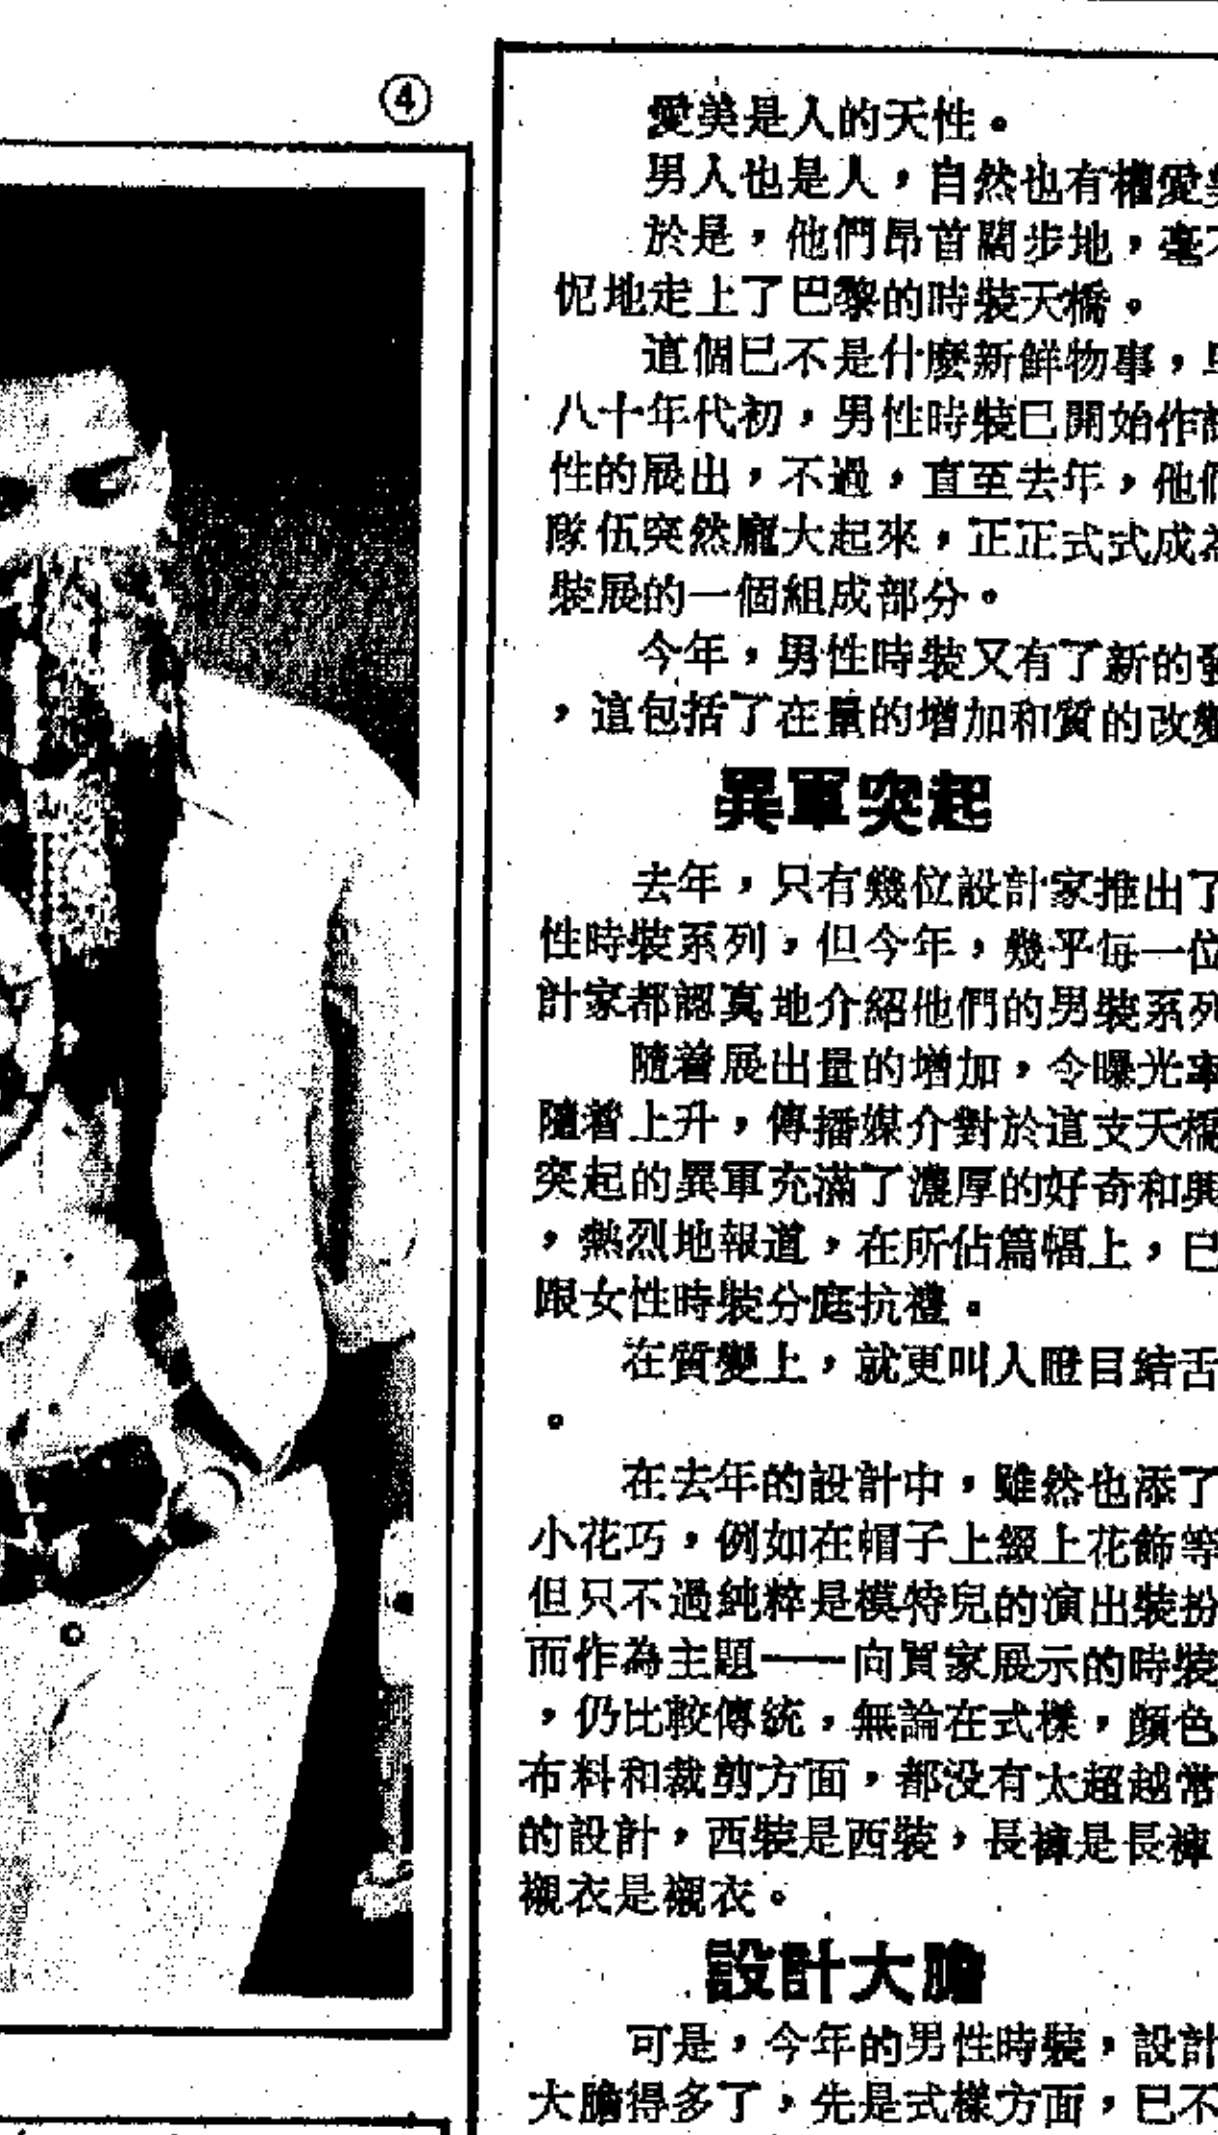 ④
愛美是人的天性。
男人也是人，自然也有權愛
於是，他們昂首闊步地，毫
怩地走上了巴黎的時裝天橋。
這個已不是什麼新鮮物事，
八十年代初，男性時裝已開始作
性的展出，不過，直至去年，他們
隊伍突然龐大起來，正正式式成為
裝展的一個組成部分。
今年，男性時裝又有了新的發
，這包括了在量的增加和質的改變
異軍突起
去年，只有幾位設計家推出了
性時裝系列，但今年，幾乎每一位
計家都認真地介紹他們的男裝系列
隨着展出量的增加，令曝光率
隨着上升，傳播媒介對於這支天橋
突起的異軍充滿了濃厚的好奇和興
，熱烈地報道，在所佔篇幅上，已
跟女性時裝分庭抗禮。
在質變上，就更叫人瞪目結舌
。
在去年的設計中，雖然也添了
小花巧，例如在帽子上綴上花飾等
但只不過純粹是模特兒的演出裝扮
而作為主題——向買家展示的時裝
，仍比較傳統，無論在式樣，顏色
布料和裁剪方面，都没有太超越常
的設計，西裝是西裝，長褲是長褲
襯衣是襯衣。
設計大膽
可是，今年的男性時裝，設計
大膽得多了，先是式樣方面，已不